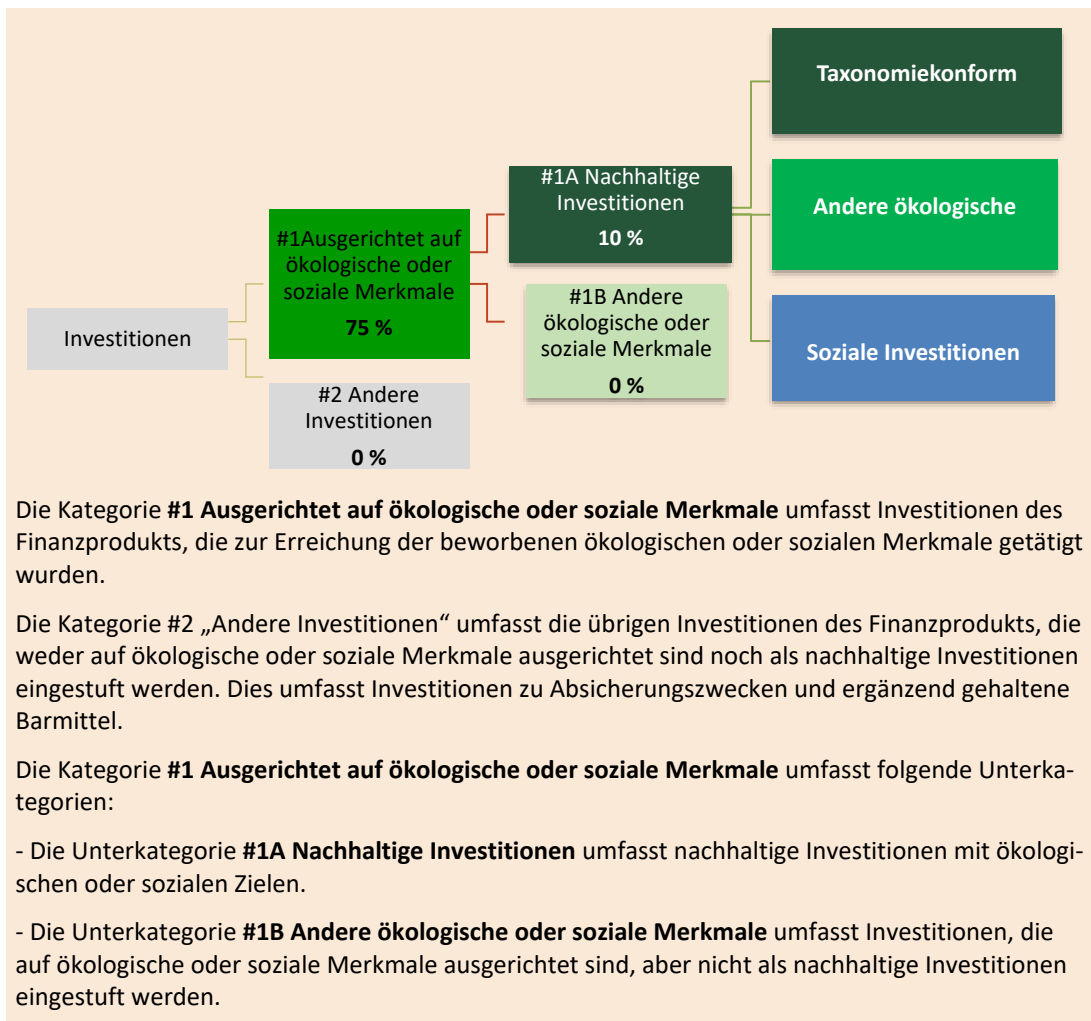 Taxonomiekonform
#1A Nachhaltige
Investitionen
10 %
Andere ökologische
#1Ausgerichtet auf
ökologische oder
soziale Merkmale
75 %
#1B Andere
ökologische oder
soziale Merkmale
0 %
Investitionen
Soziale Investitionen
#2 Andere
Investitionen
0 %
Die Kategorie #1 Ausgerichtet auf ökologische oder soziale Merkmale umfasst Investitionen des
Finanzprodukts, die zur Erreichung der beworbenen ökologischen oder sozialen Merkmale getätigt
wurden.
Die Kategorie #2 „Andere Investitionen“ umfasst die übrigen Investitionen des Finanzprodukts, die
weder auf ökologische oder soziale Merkmale ausgerichtet sind noch als nachhaltige Investitionen
eingestuft werden. Dies umfasst Investitionen zu Absicherungszwecken und ergänzend gehaltene
Barmittel.
Die Kategorie #1 Ausgerichtet auf ökologische oder soziale Merkmale umfasst folgende Unterka-
tegorien:
- Die Unterkategorie #1A Nachhaltige Investitionen umfasst nachhaltige Investitionen mit ökologi-
schen oder sozialen Zielen.
- Die Unterkategorie #1B Andere ökologische oder soziale Merkmale umfasst Investitionen, die
auf ökologische oder soziale Merkmale ausgerichtet sind, aber nicht als nachhaltige Investitionen
eingestuft werden.